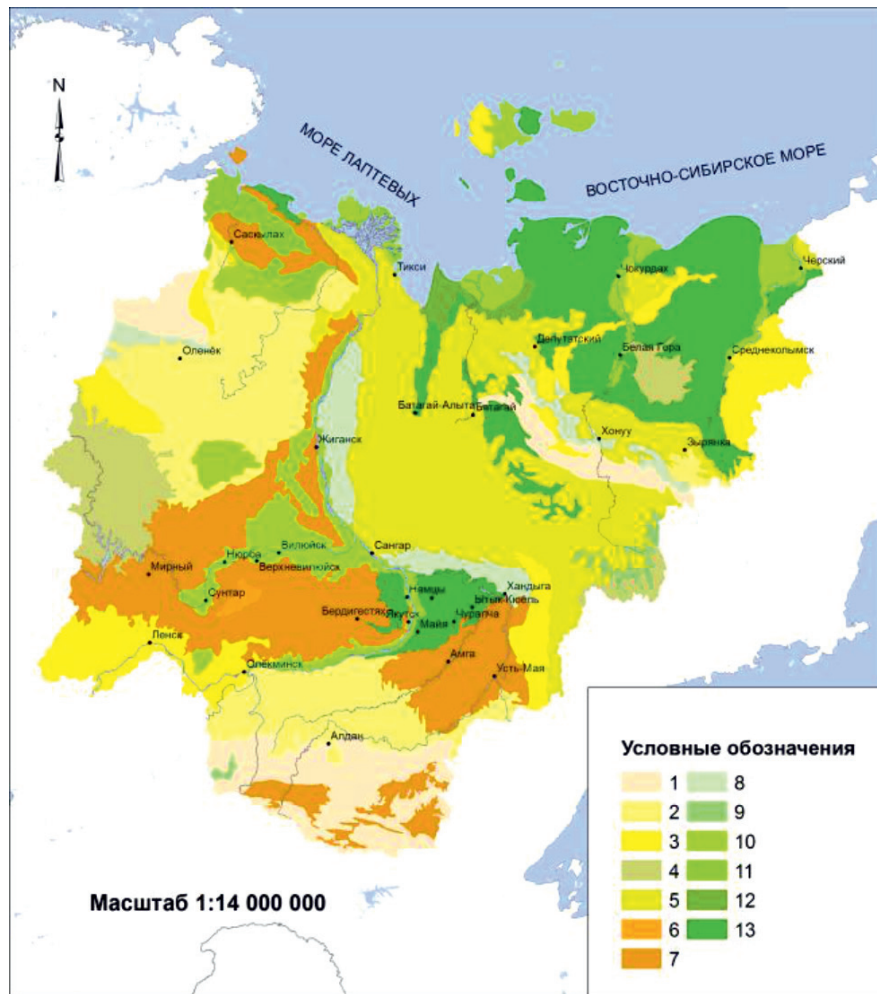 N
МОРЕ ЛАПТЕВЫХ
ВОСТОЧНО-СИБИРСКОЕ МОРЕ
Саскылах
Тикси
Чокурдах
Черский
Оленёк
Депутатский
Белая Гора
Среднеколымск
Батагай-Алыта
Батагай
Жиганск
Хонуу
Зырянка
Сангар
Вилюйск
Нюрба
Верхневилюйск
Мирный
Сунтар
Намцы
Хандыга
Ытык-Кюёль
Бердигестях
Якутск
Чурапча
Майя
Ленск
Амга
Олёкминск
Усть-Мая
Алдан
Условные обозначения
1 8
2 9
3 10
4 11
5 12
6 13
7
Масштаб 1:14 000 000